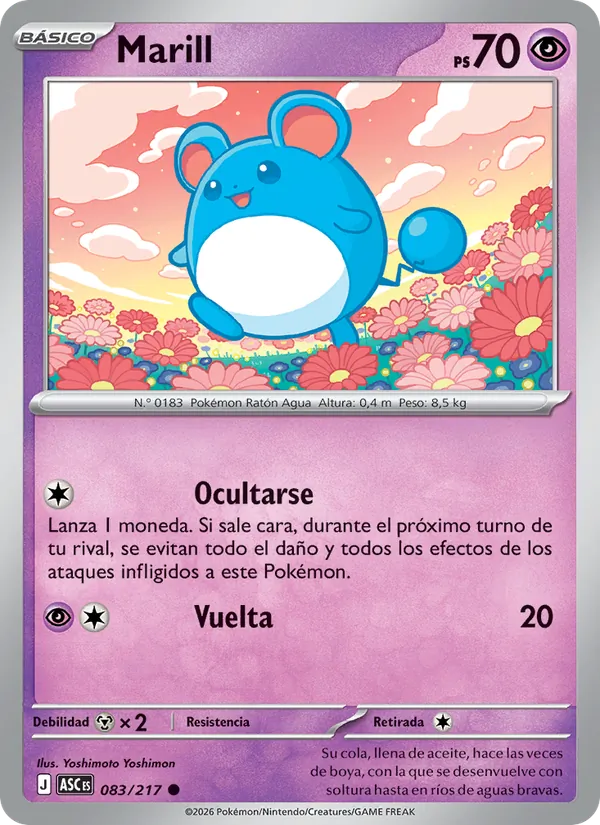 BÁSICO
Marill
PS70
N.º 0183 Pokémon Ratón Agua Altura: 0,4 m Peso: 8,5 kg
Ocultarse
Lanza 1 moneda. Si sale cara, durante el próximo turno de
tu rival, se evitan todo el daño y todos los efectos de los
ataques infligidos a este Pokémon.
Vuelta 20
Debilidad ×2 Resistencia Retirada
Ilus. Yoshimoto Yoshimon
J ASC ES 083/217
Su cola, llena de aceite, hace las veces
de boya, con la que se desenvuelve con
soltura hasta en ríos de aguas bravas.
©2026 Pokémon/Nintendo/Creatures/GAME FREAK